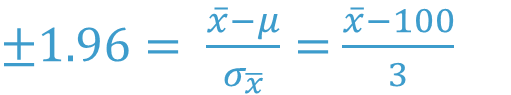 ±1.96 = (x̄−μ)/σ_x̄ = (x̄−100)/3